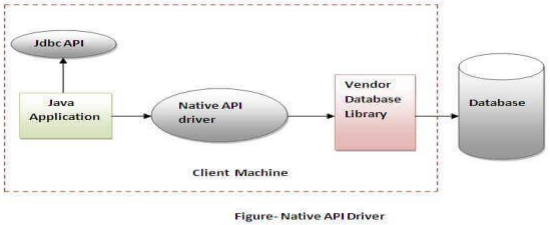 Jdbc API
Java
Application
Native API
driver
Vendor
Database
Library
Database
Client Machine
Figure- Native API Driver